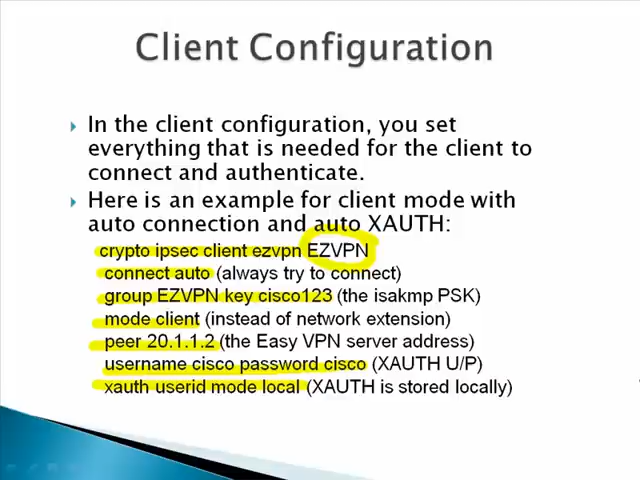 Client Configuration
In the client configuration, you set
everything that is needed for the client to
connect and authenticate.
Here is an example for client mode with
auto connection and auto XAUTH:
crypto ipsec client ezvpn EZVPN
connect auto (always try to connect)
group EZVPN key cisco123 (the isakmp PSK)
mode client (instead of network extension)
peer 20.1.1.2 (the Easy VPN server address)
username cisco password cisco (XAUTH U/P)
xauth userid mode local (XAUTH is stored locally)